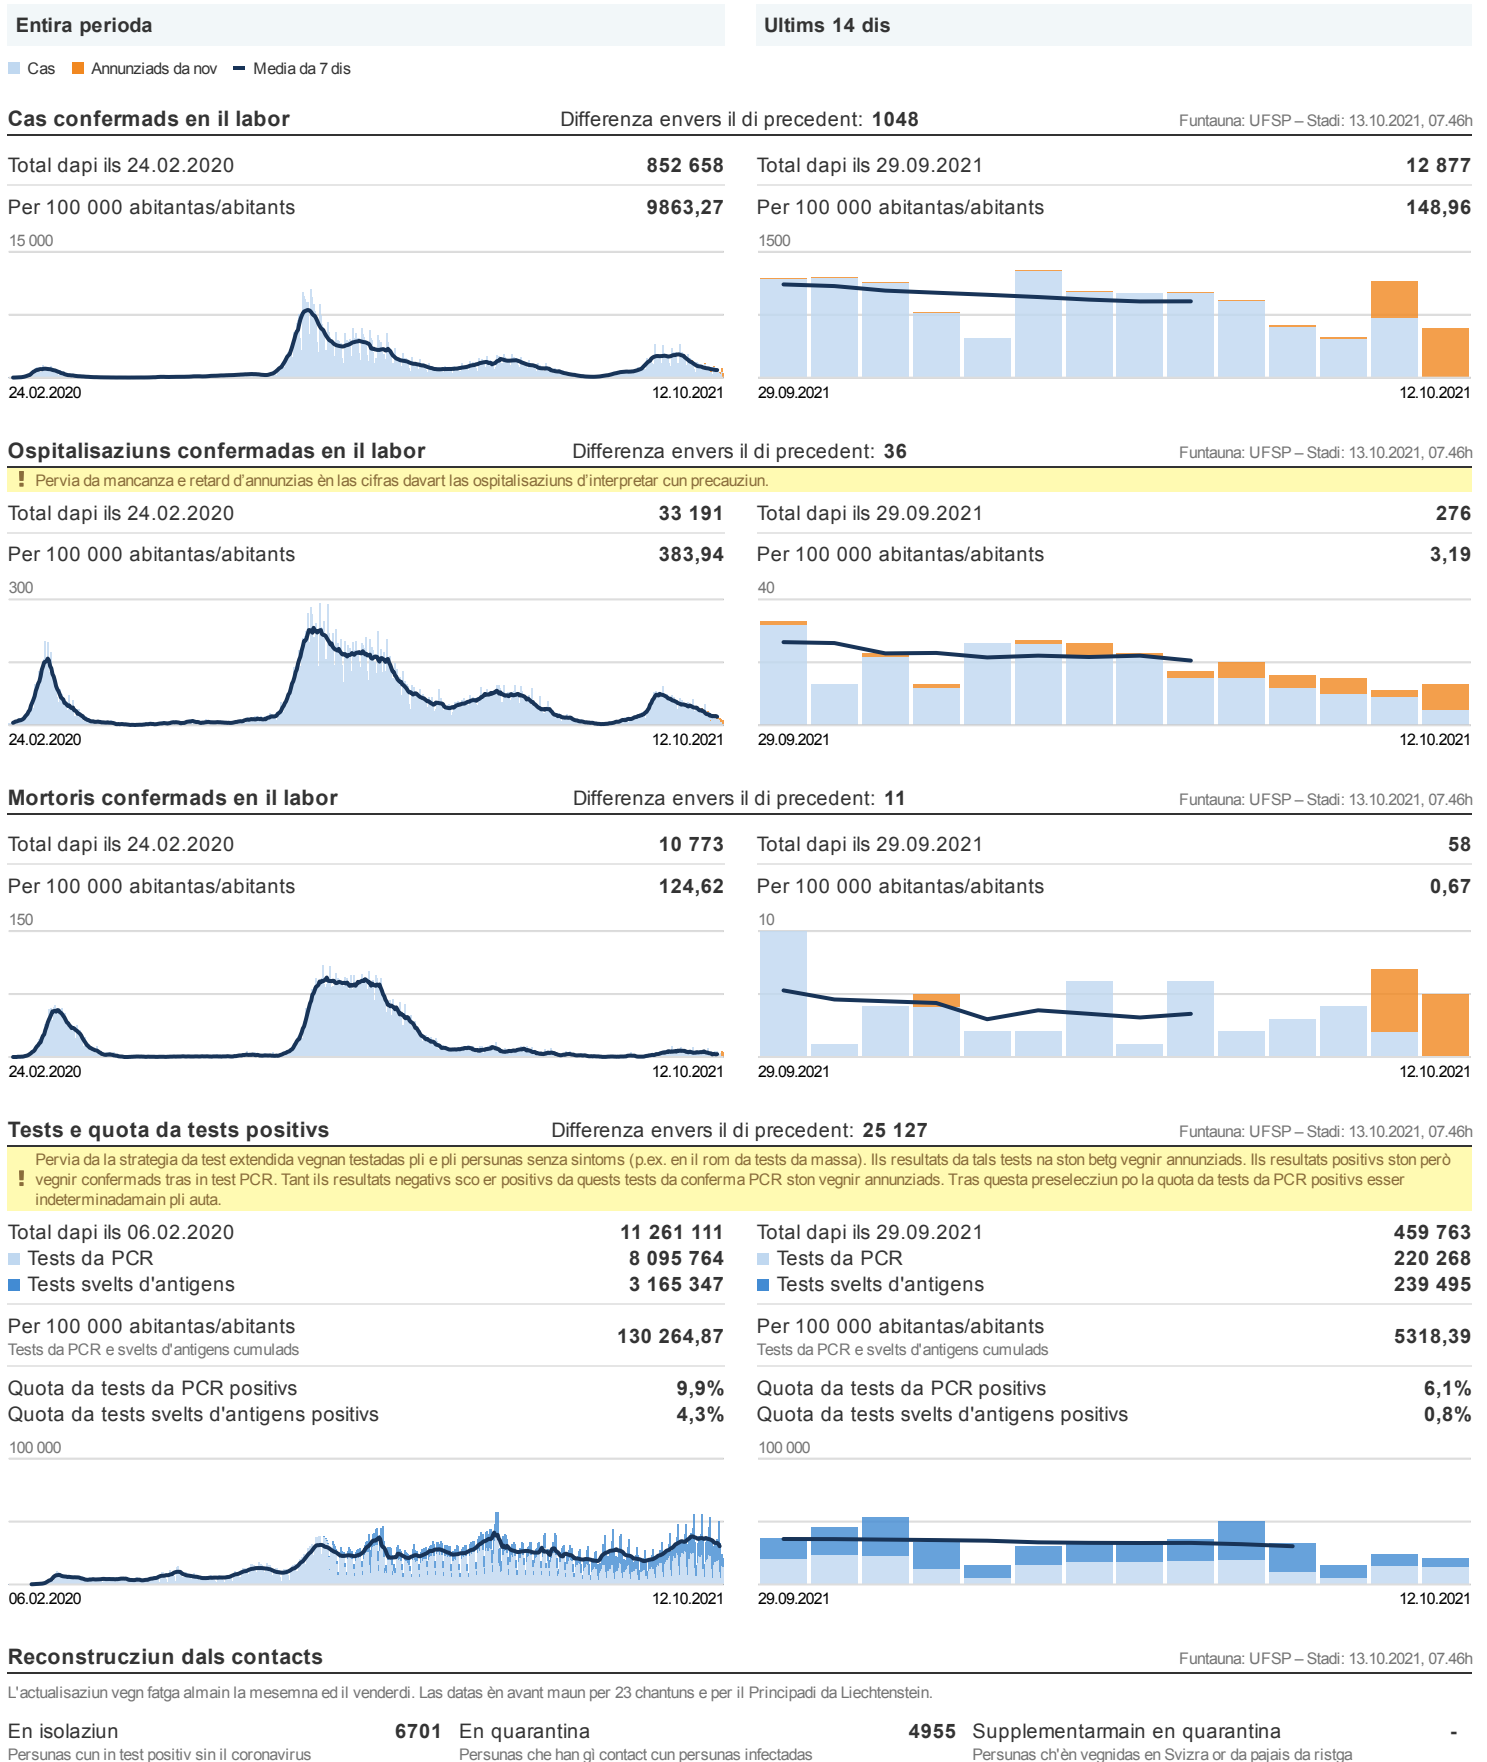 Entira perioda
Ultims 14 dis
Cas Annunziads da nov Media da 7 dis
Cas confermads en il labor Differenza envers il di precedent: 1048 Funtauna: UFSP – Stadi: 13.10.2021, 07.46h
Total dapi ils 24.02.2020 852 658
Total dapi ils 29.09.2021 12 877
Per 100 000 abitantas/abitants 9863,27
Per 100 000 abitantas/abitants 148,96
15 000
1500
24.02.2020 12.10.2021
29.09.2021 12.10.2021
Ospitalisaziuns confermadas en il labor Differenza envers il di precedent: 36 Funtauna: UFSP – Stadi: 13.10.2021, 07.46h
! Pervia da mancanza e retard d'annunzias èn las cifras davart las ospitalisaziuns d'interpretar cun precauziun.
Total dapi ils 24.02.2020 33 191
Total dapi ils 29.09.2021 276
Per 100 000 abitantas/abitants 383,94
Per 100 000 abitantas/abitants 3,19
300
40
24.02.2020 12.10.2021
29.09.2021 12.10.2021
Mortoris confermads en il labor Differenza envers il di precedent: 11 Funtauna: UFSP – Stadi: 13.10.2021, 07.46h
Total dapi ils 24.02.2020 10 773
Total dapi ils 29.09.2021 58
Per 100 000 abitantas/abitants 124,62
Per 100 000 abitantas/abitants 0,67
150
10
24.02.2020 12.10.2021
29.09.2021 12.10.2021
Tests e quota da tests positivs Differenza envers il di precedent: 25 127 Funtauna: UFSP – Stadi: 13.10.2021, 07.46h
Pervia da la strategia da test extendida vegnan testadas pli e pli persunas senza sintoms (p.ex. en il rom da tests da massa). Ils resultats da tals tests na ston betg vegnir annunziads. Ils resultats positivs ston però
! vegnir confermads tras in test PCR. Tant ils resultats negativs sco er positivs da quests tests da conferma PCR ston vegnir annunziads. Tras questa preselecziun po la quota da tests da PCR positivs esser
indeterminadamain pli auta.
Total dapi ils 06.02.2020 11 261 111
Tests da PCR 8 095 764
Tests svelts d'antigens 3 165 347
Total dapi ils 29.09.2021 459 763
Tests da PCR 220 268
Tests svelts d'antigens 239 495
Per 100 000 abitantas/abitants 130 264,87
Tests da PCR e svelts d'antigens cumulads
Per 100 000 abitantas/abitants 5318,39
Tests da PCR e svelts d'antigens cumulads
Quota da tests da PCR positivs 9,9%
Quota da tests svelts d'antigens positivs 4,3%
Quota da tests da PCR positivs 6,1%
Quota da tests svelts d'antigens positivs 0,8%
100 000
100 000
06.02.2020 12.10.2021
29.09.2021 12.10.2021
Reconstrucziun dals contacts Funtauna: UFSP – Stadi: 13.10.2021, 07.46h
L'actualisaziun vegn fatga almain la mesemna ed il venderdi. Las datas èn avant maun per 23 chantuns e per il Principadi da Liechtenstein.
En isolaziun 6701
Persunas cun in test positiv sin il coronavirus
En quarantina 4955
Persunas che han gì contact cun persunas infectadas
Supplementarmain en quarantina -
Persunas ch'èn vegnidas en Svizra or da pajais da ristga